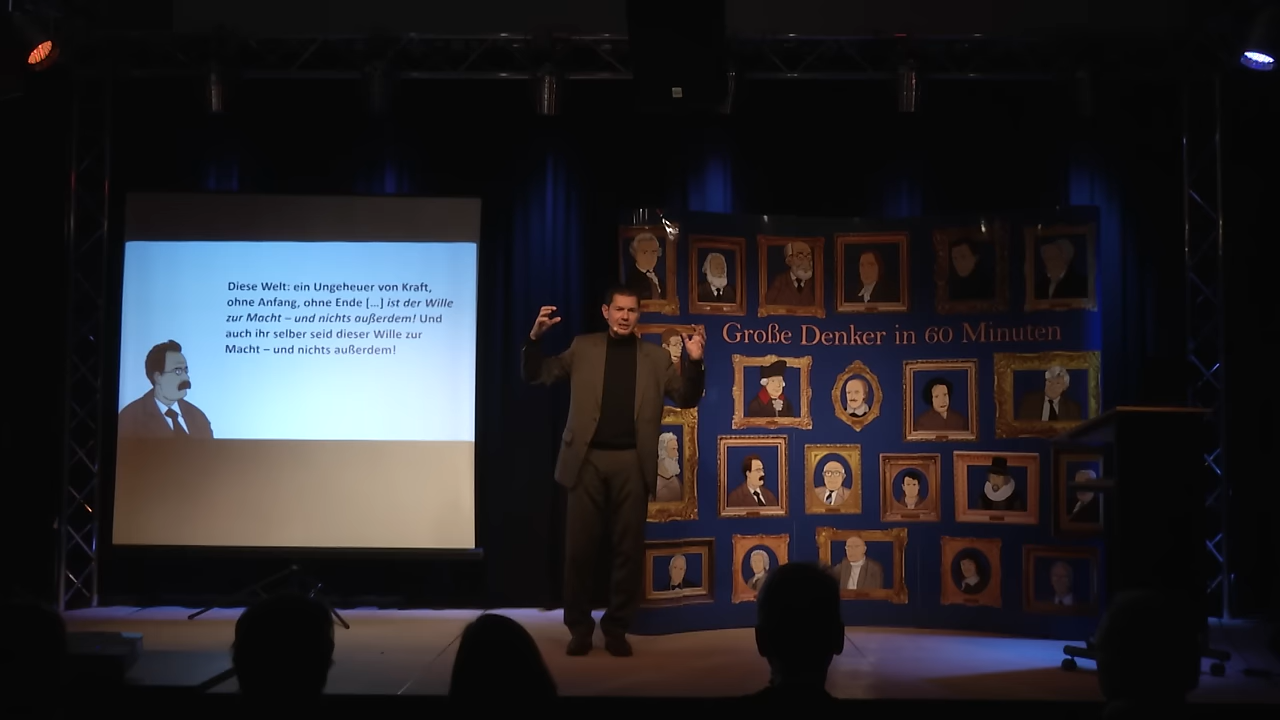 Diese Welt: ein Ungeheuer von Kraft,
ohne Anfang, ohne Ende [...] ist der Wille
zur Macht – und nichts außerdem! Und
auch ihr selber seid dieser Wille zur
Macht – und nichts außerdem!
Große Denker in 60 Minuten